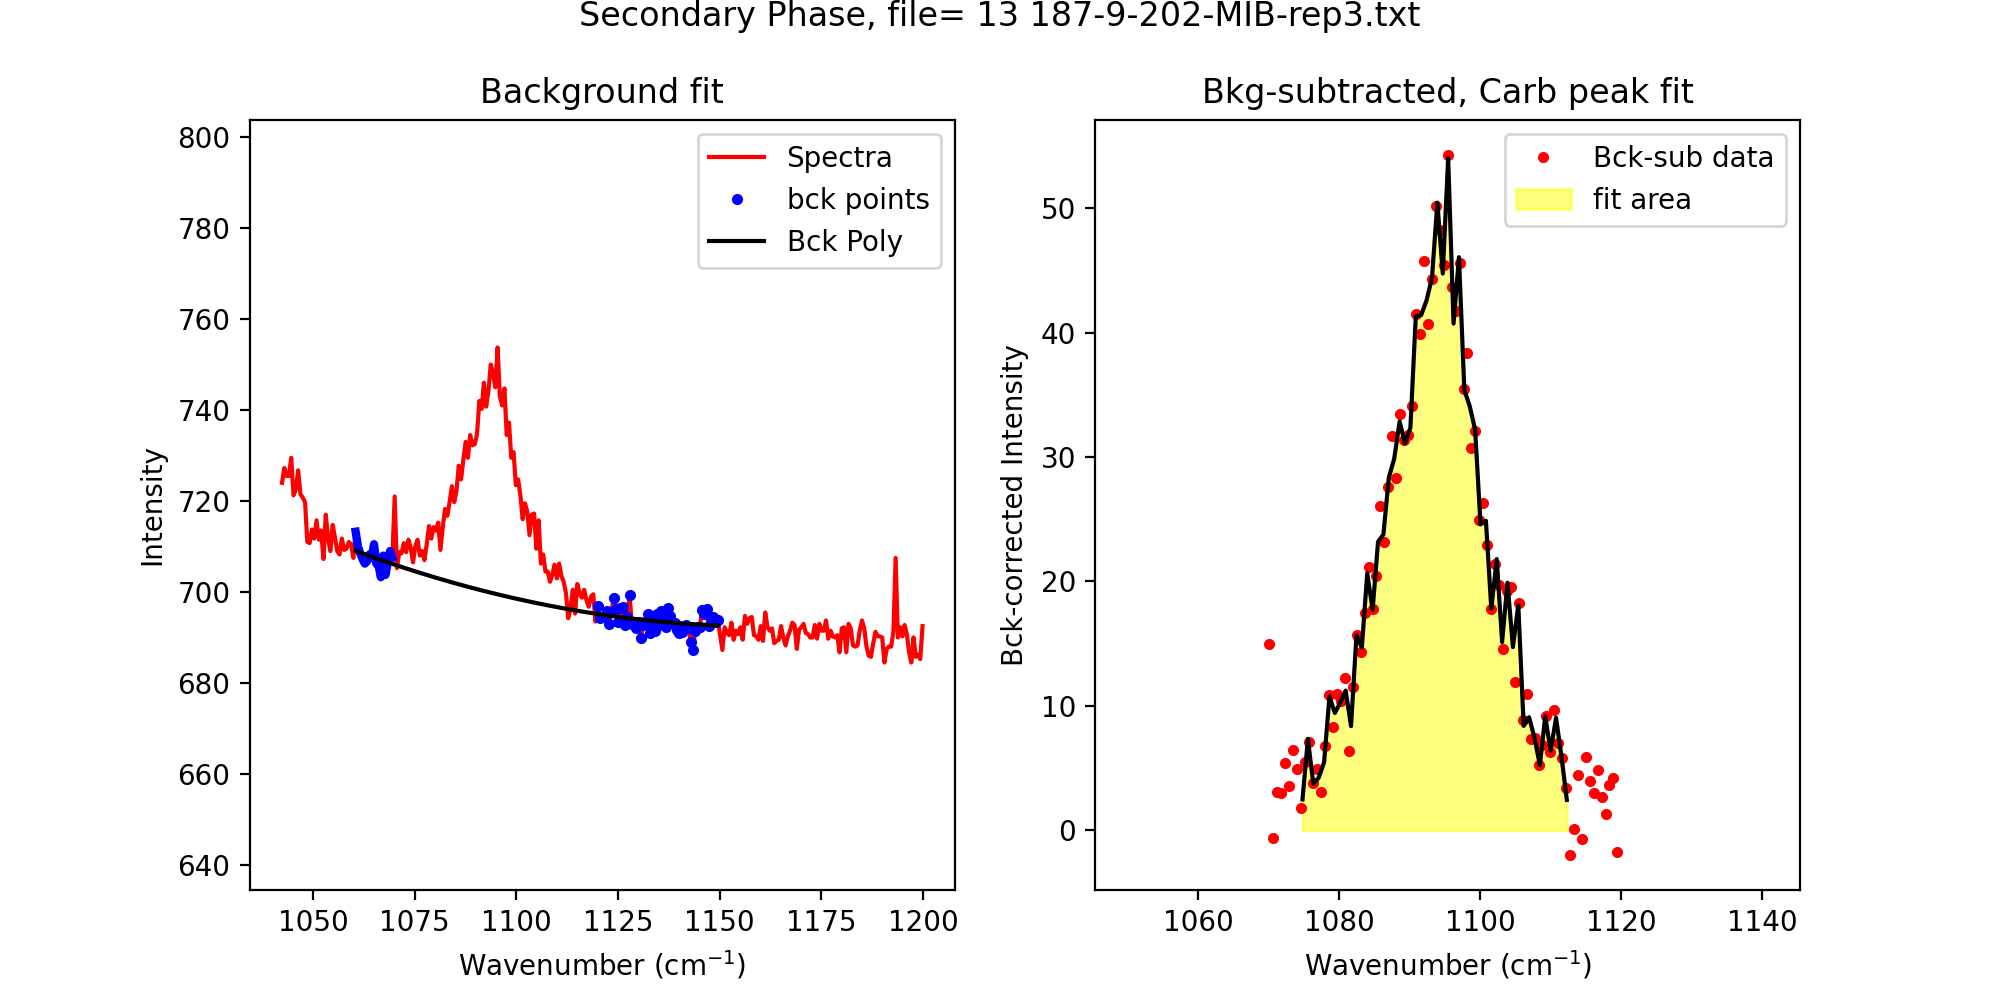 Secondary Phase, file= 13 187-9-202-MIB-rep3.txt
Background fit
Spectra
bck points
Bck Poly
800
780
760
740
720
700
680
660
640
Intensity
1050 1075 1100 1125 1150 1175 1200
Wavenumber (cm⁻¹)
Bkg-subtracted, Carb peak fit
Bck-sub data
fit area
50
40
30
20
10
0
Bck-corrected Intensity
1060 1080 1100 1120 1140
Wavenumber (cm⁻¹)